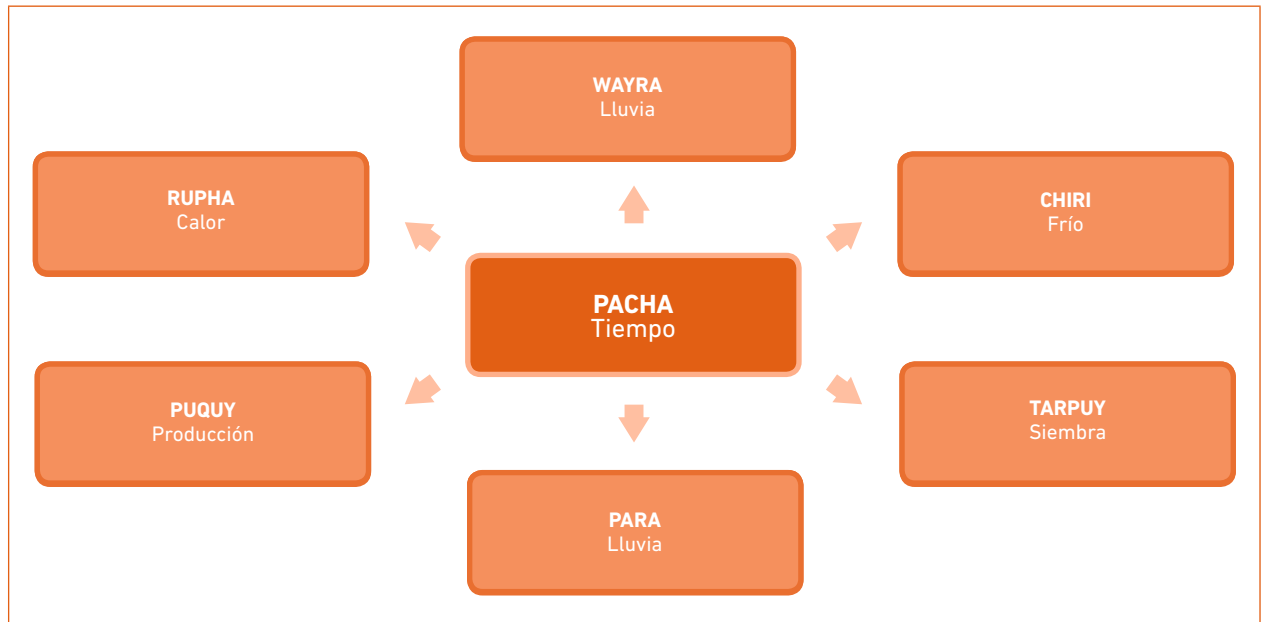 WAYRA
Lluvia
RUPHA
Calor
CHIRI
Frío
PACHA
Tiempo
PUQUY
Producción
TARPUY
Siembra
PARA
Lluvia